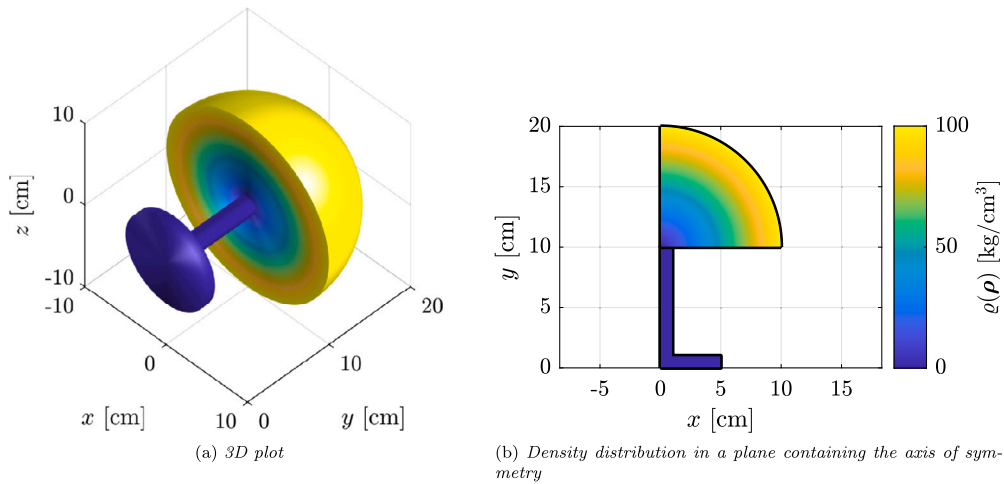 10
0
-10
z [cm]
-10
0
10
x [cm]
0
10
20
y [cm]
(a) 3D plot
20
15
10
5
0
y [cm]
-5
0
5
10
15
x [cm]
100
50
0
ϱ(ρ) [kg/cm³]
(b) Density distribution in a plane containing the axis of sym-
metry